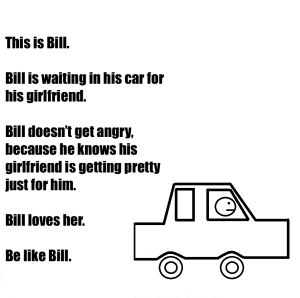 This is Bill.
Bill is waiting in his car for
his girlfriend.
Bill doesn't get angry,
because he knows his
girlfriend is getting pretty
just for him.
Bill loves her.
Be like Bill.